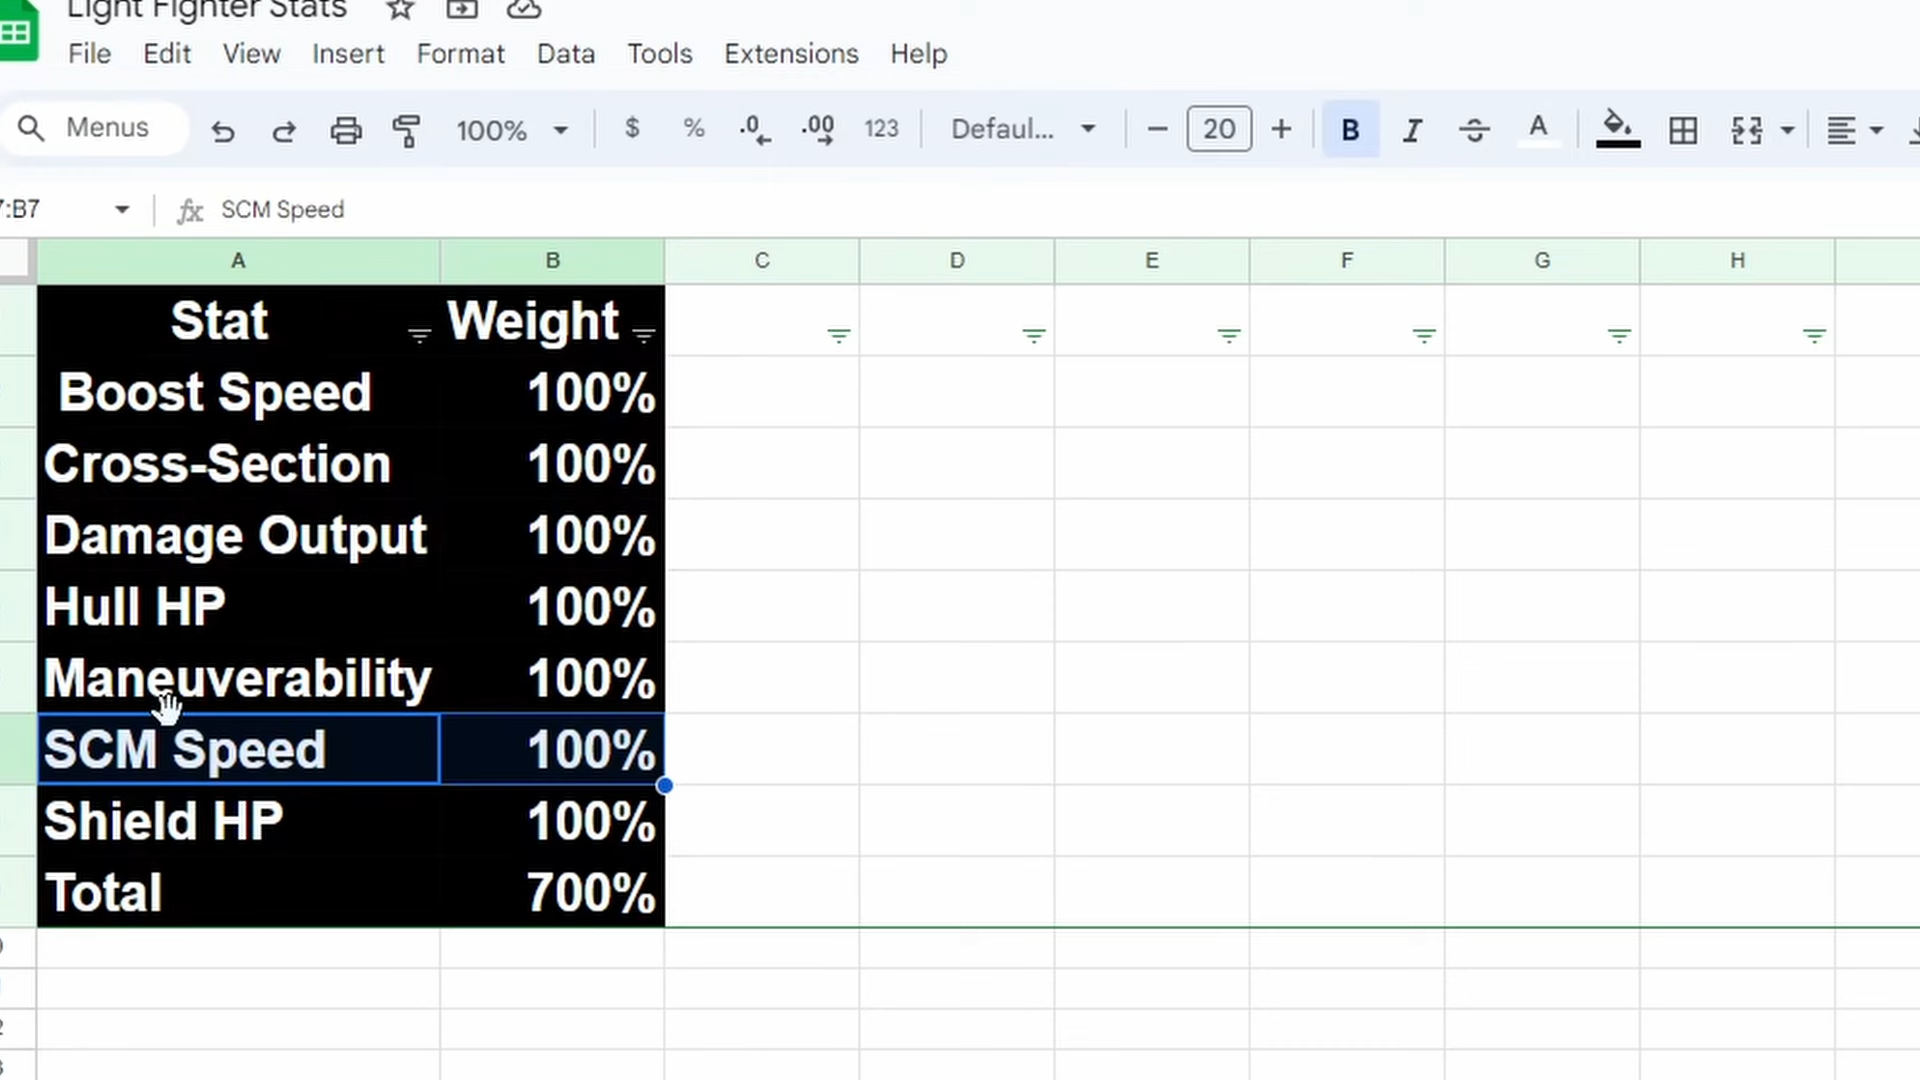 Light Fighter Stats
File Edit View Insert Format Data Tools Extensions Help
Menus 100% $ % .0 .00 123 Defaul... 20 B I S A
:B7 fx SCM Speed
A B C D E F G H
Stat Weight
Boost Speed 100%
Cross-Section 100%
Damage Output 100%
Hull HP 100%
Maneuverability 100%
SCM Speed 100%
Shield HP 100%
Total 700%